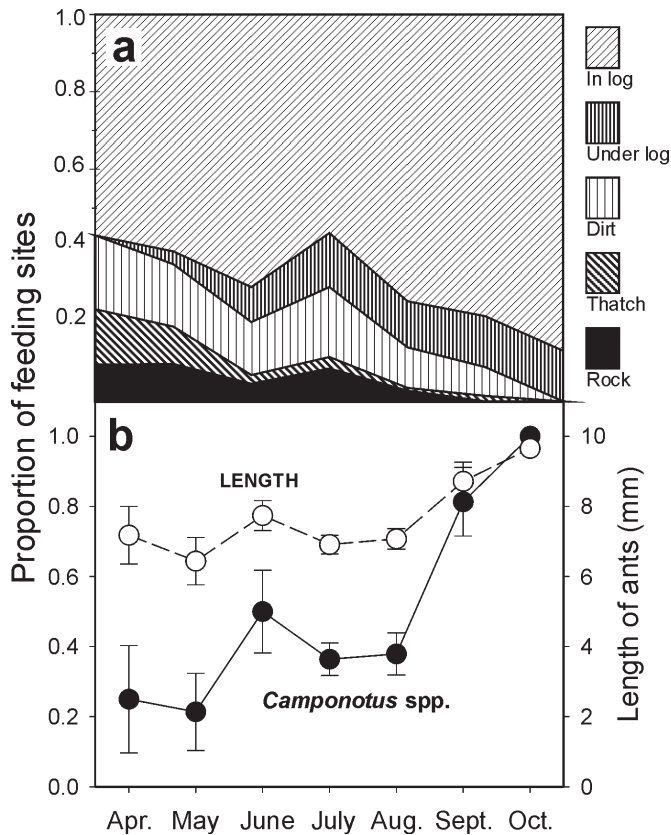 1.0
a
0.8
0.6
0.4
0.2
In log
Under log
Dirt
Thatch
Rock
Proportion of feeding sites
b
1.0
0.8
0.6
0.4
0.2
0.0
LENGTH
Camponotus spp.
10
8
6
4
2
0
Length of ants (mm)
Apr. May June July Aug. Sept. Oct.